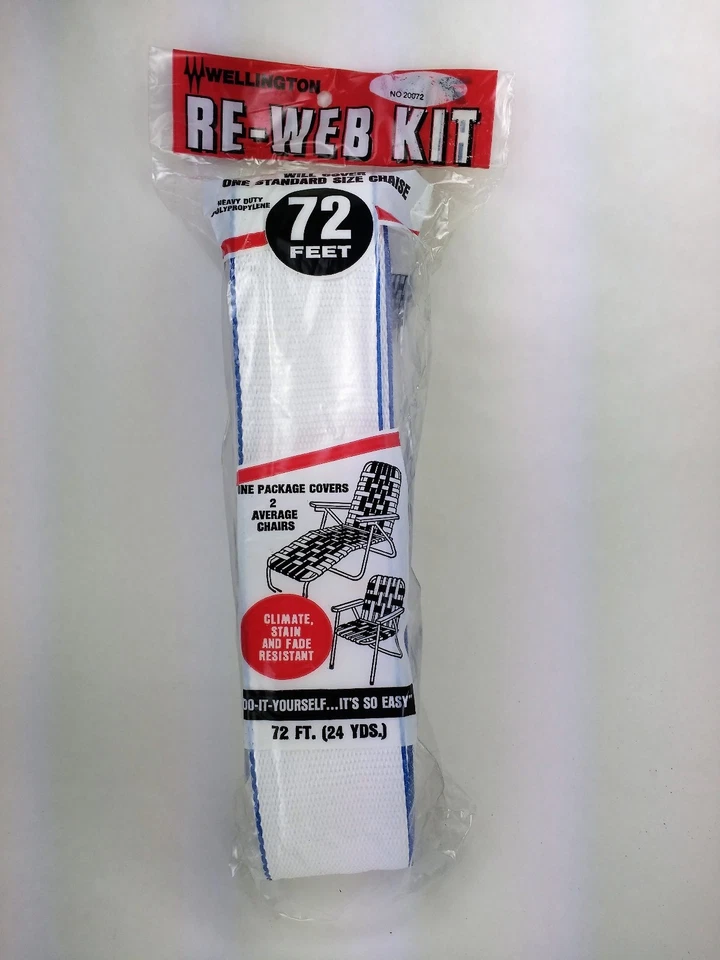 WELLINGTON
NO 20072
RE-WEB KIT
WILL COVER
ONE STANDARD SIZE CHAISE
HEAVY DUTY
POLYPROPYLENE
72
FEET
ONE PACKAGE COVERS
2
AVERAGE
CHAIRS
CLIMATE,
STAIN
AND FADE
RESISTANT
DO-IT-YOURSELF...IT'S SO EASY"
72 FT. (24 YDS.)